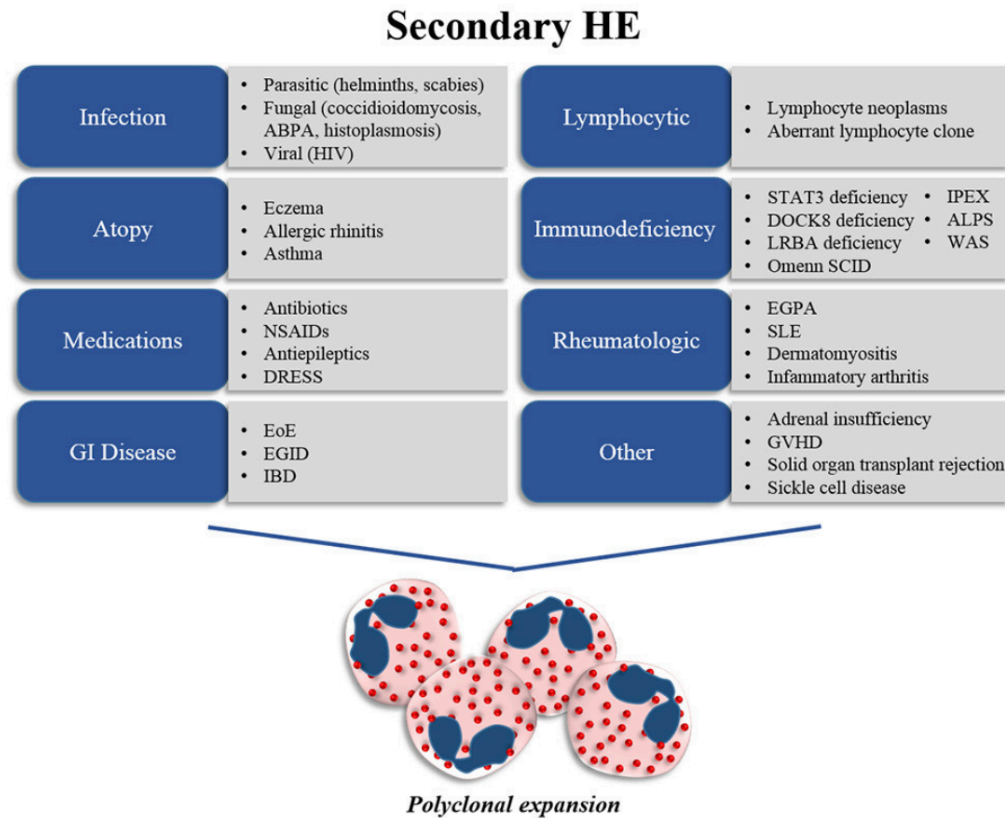 Secondary HE
Infection
• Parasitic (helminths, scabies)
• Fungal (coccidioidomycosis,
ABPA, histoplasmosis)
• Viral (HIV)
Lymphocytic
• Lymphocyte neoplasms
• Aberrant lymphocyte clone
Atopy
• Eczema
• Allergic rhinitis
• Asthma
Immunodeficiency
• STAT3 deficiency
• DOCK8 deficiency
• LRBA deficiency
• Omenn SCID
• IPEX
• ALPS
• WAS
Medications
• Antibiotics
• NSAIDs
• Antiepileptics
• DRESS
Rheumatologic
• EGPA
• SLE
• Dermatomyositis
• Infammatory arthritis
GI Disease
• EoE
• EGID
• IBD
Other
• Adrenal insufficiency
• GVHD
• Solid organ transplant rejection
• Sickle cell disease
Polyclonal expansion